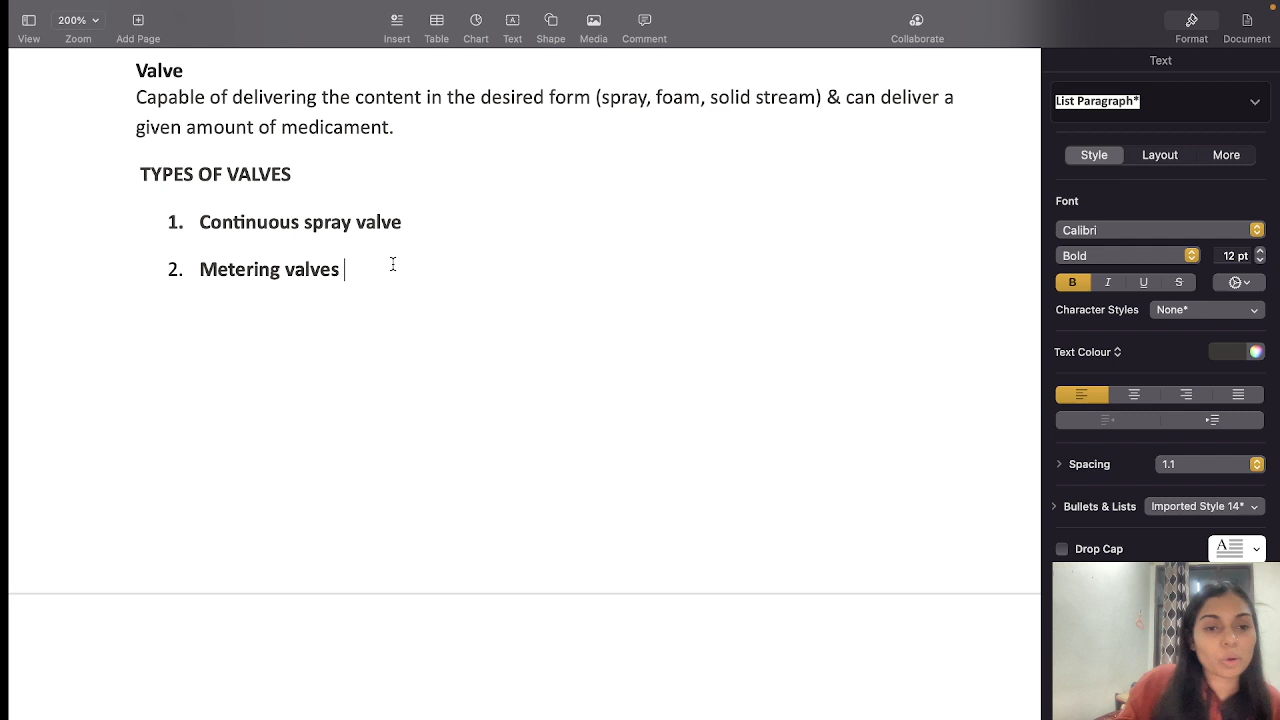 200%
View
Zoom
Add Page
Insert
Table
Chart
Text
Shape
Media
Comment
Collaborate
Format
Document
Valve
Capable of delivering the content in the desired form (spray, foam, solid stream) & can deliver a
given amount of medicament.
TYPES OF VALVES
1. Continuous spray valve
2. Metering valves
Text
List Paragraph*
Style
Layout
More
Font
Calibri
Bold
12 pt
B
I
U
S
Character Styles
None*
Text Colour
Spacing
1.1
Bullets & Lists
Imported Style 14*
Drop Cap
A